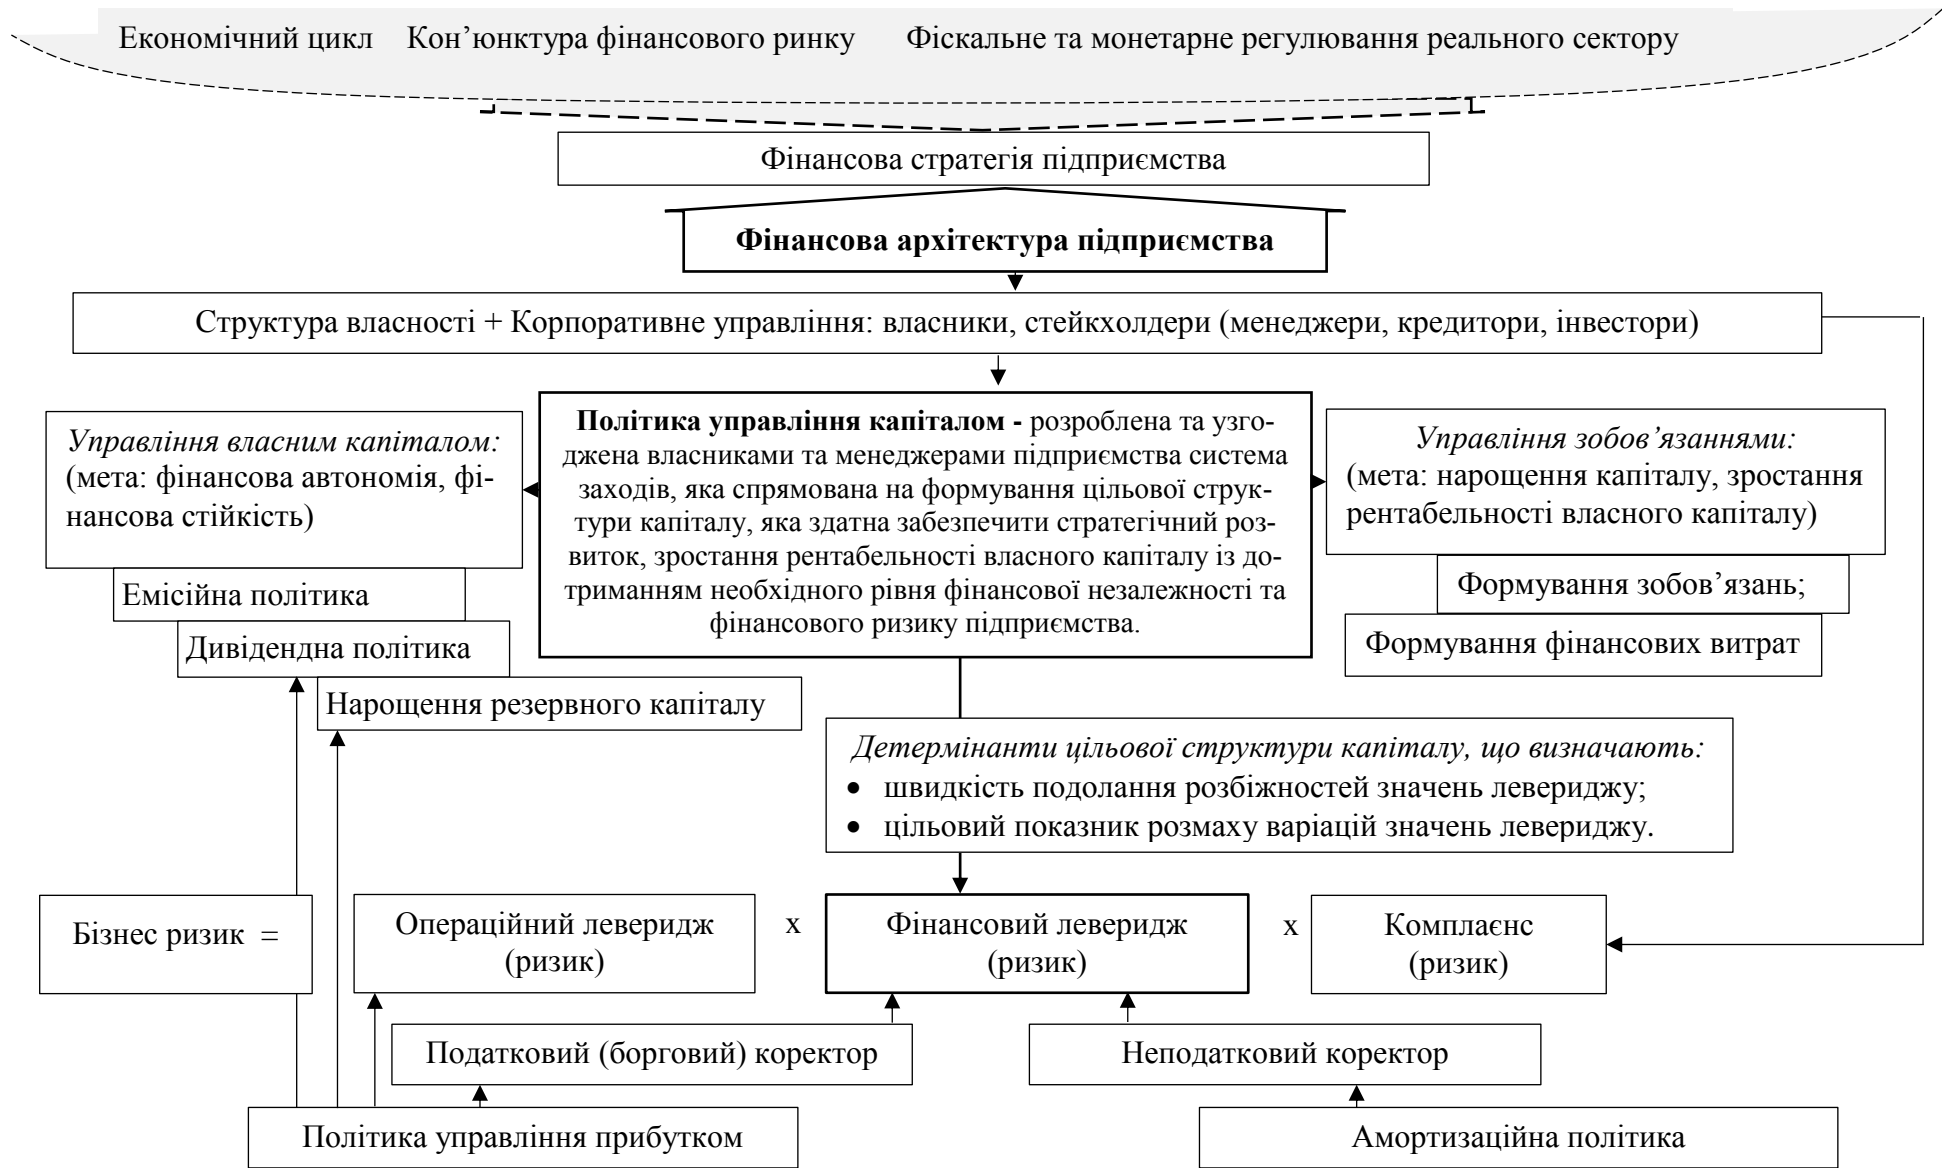 Економічний цикл Кон’юнктура фінансового ринку Фіскальне та монетарне регулювання реального сектору
Фінансова стратегія підприємства
Фінансова архітектура підприємства
Структура власності + Корпоративне управління: власники, стейкхолдери (менеджери, кредитори, інвестори)
Управління власним капіталом:
(мета: фінансова автономія, фі-
нансова стійкість)
Емісійна політика
Дивідендна політика
Нарощення резервного капіталу
Політика управління капіталом - розроблена та узго-
джена власниками та менеджерами підприємства система
заходів, яка спрямована на формування цільової струк-
тури капіталу, яка здатна забезпечити стратегічний роз-
виток, зростання рентабельності власного капіталу із до-
триманням необхідного рівня фінансової незалежності та
фінансового ризику підприємства.
Управління зобов’язаннями:
(мета: нарощення капіталу, зростання
рентабельності власного капіталу)
Формування зобов’язань;
Формування фінансових витрат
Детермінанти цільової структури капіталу, що визначають:
• швидкість подолання розбіжностей значень левериджу;
• цільовий показник розмаху варіацій значень левериджу.
Бізнес ризик =
Операційний леверидж
(ризик)
х
Фінансовий леверидж
(ризик)
х
Комплаєнс
(ризик)
Податковий (борговий) коректор
Неподатковий коректор
Політика управління прибутком
Амортизаційна політика